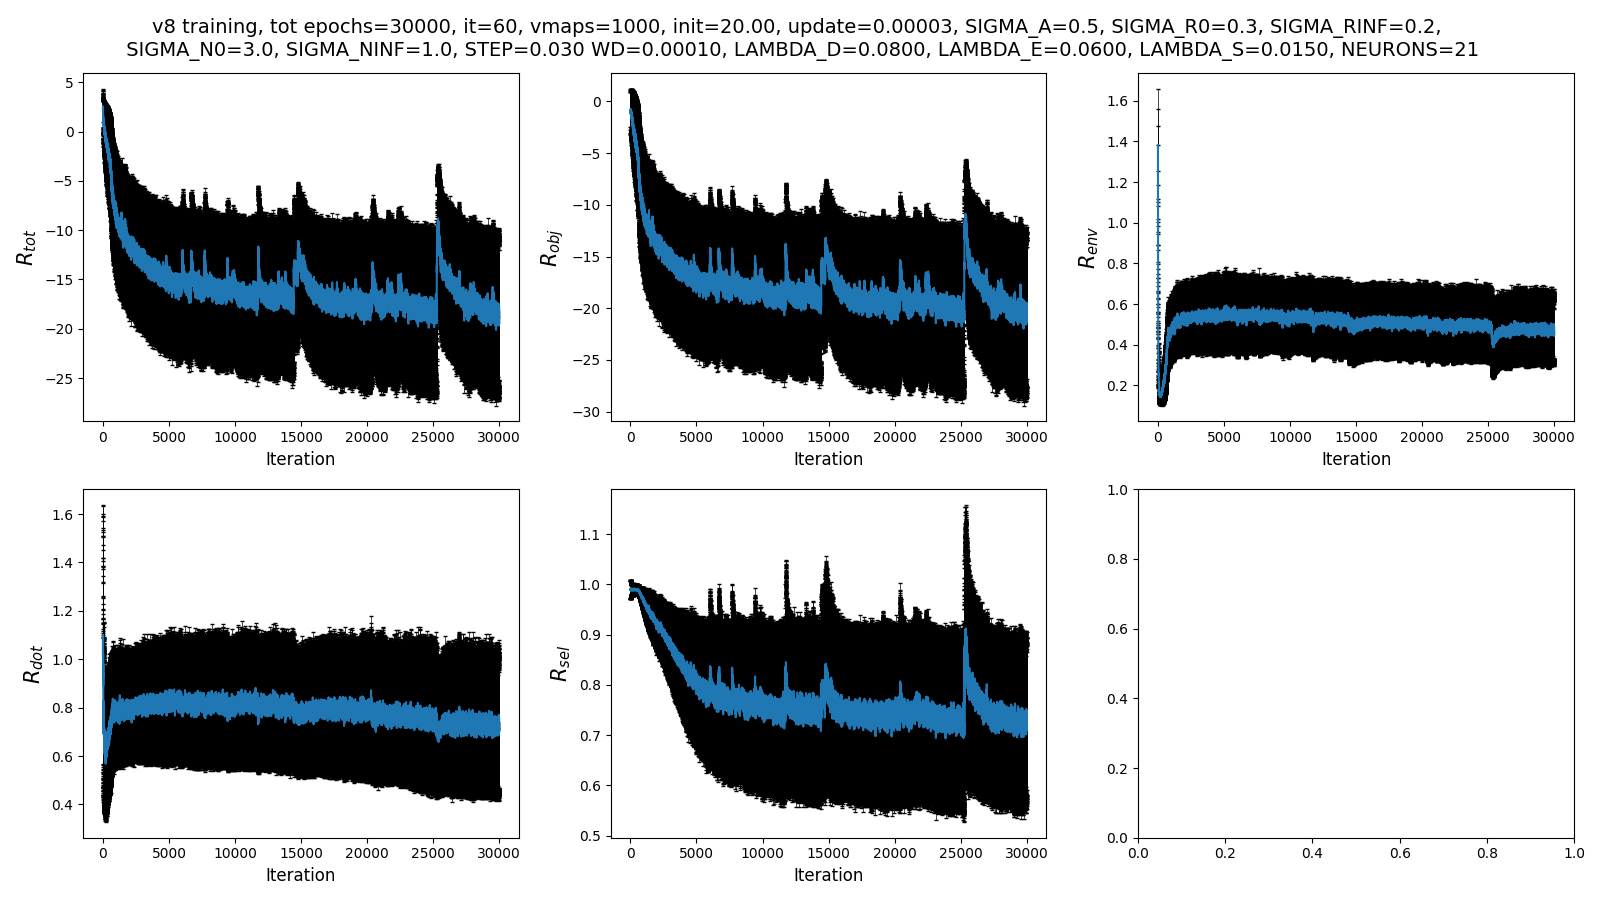 v8 training, tot epochs=30000, it=60, vmaps=1000, init=20.00, update=0.00003, SIGMA_A=0.5, SIGMA_R0=0.3, SIGMA_RINF=0.2,
SIGMA_N0=3.0, SIGMA_NINF=1.0, STEP=0.030 WD=0.00010, LAMBDA_D=0.0800, LAMBDA_E=0.0600, LAMBDA_S=0.0150, NEURONS=21
R_tot
5
0
−5
−10
−15
−20
−25
0 5000 10000 15000 20000 25000 30000
Iteration
R_obj
0
−5
−10
−15
−20
−25
−30
0 5000 10000 15000 20000 25000 30000
Iteration
R_env
1.6
1.4
1.2
1.0
0.8
0.6
0.4
0.2
0 5000 10000 15000 20000 25000 30000
Iteration
R_dot
1.6
1.4
1.2
1.0
0.8
0.6
0.4
0 5000 10000 15000 20000 25000 30000
Iteration
R_sel
1.1
1.0
0.9
0.8
0.7
0.6
0.5
0 5000 10000 15000 20000 25000 30000
Iteration
1.0
0.8
0.6
0.4
0.2
0.0
0.0 0.2 0.4 0.6 0.8 1.0